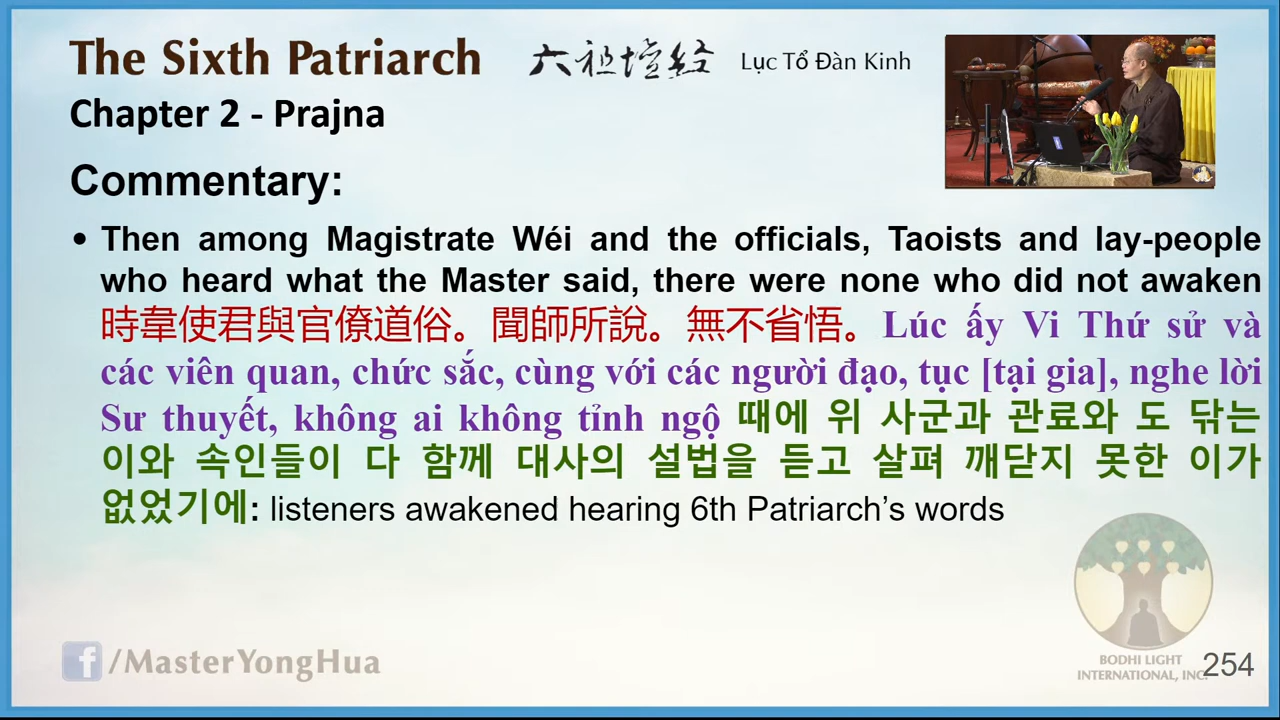 The Sixth Patriarch 六祖壇経 Lục Tổ Đàn Kinh
Chapter 2 - Prajna
Commentary:
• Then among Magistrate Wéi and the officials, Taoists and lay-people
who heard what the Master said, there were none who did not awaken
時韋使君與官僚道俗。聞師所說。無不省悟。Lúc ấy Vi Thứ sử và
các viên quan, chức sắc, cùng với các người đạo, tục [tại gia], nghe lời
Sư thuyết, không ai không tỉnh ngộ 때에 위 사군과 관료와 도 닦는
이와 속인들이 다 함께 대사의 설법을 듣고 살펴 깨닫지 못한 이가
없었기에: listeners awakened hearing 6th Patriarch’s words
/MasterYongHua
BODHI LIGHT
INTERNATIONAL, INC.
254